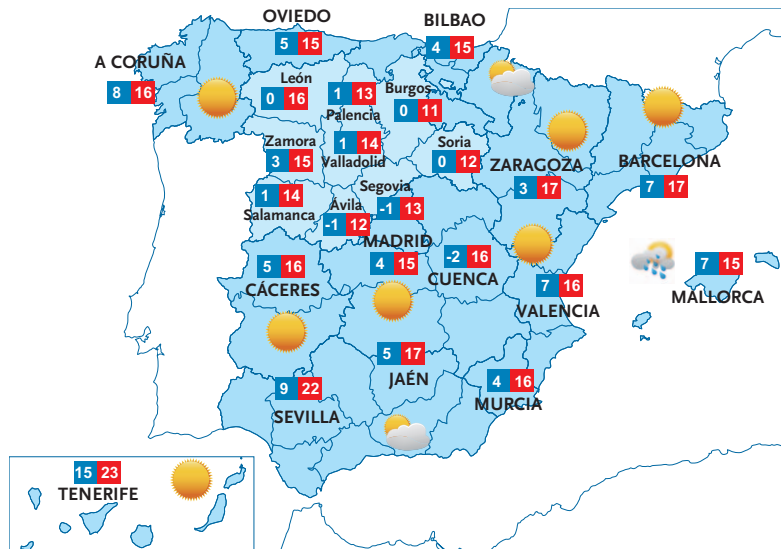 OVIEDO
5 15
BILBAO
4 15
A CORUÑA
8 16
León
0 16
1 13
Palencia
Burgos
0 11
Zamora
3 15
1 14
Valladolid
Soria
0 12
ZARAGOZA
3 17
BARCELONA
7 17
1 14
Salamanca
Ávila
-1 12
Segovia
-1 13
MADRID
4 15
-2 16
CUENCA
5 16
CÁCERES
7 16
VALENCIA
7 15
MALLORCA
5 17
JAÉN
4 16
MURCIA
9 22
SEVILLA
15 23
TENERIFE